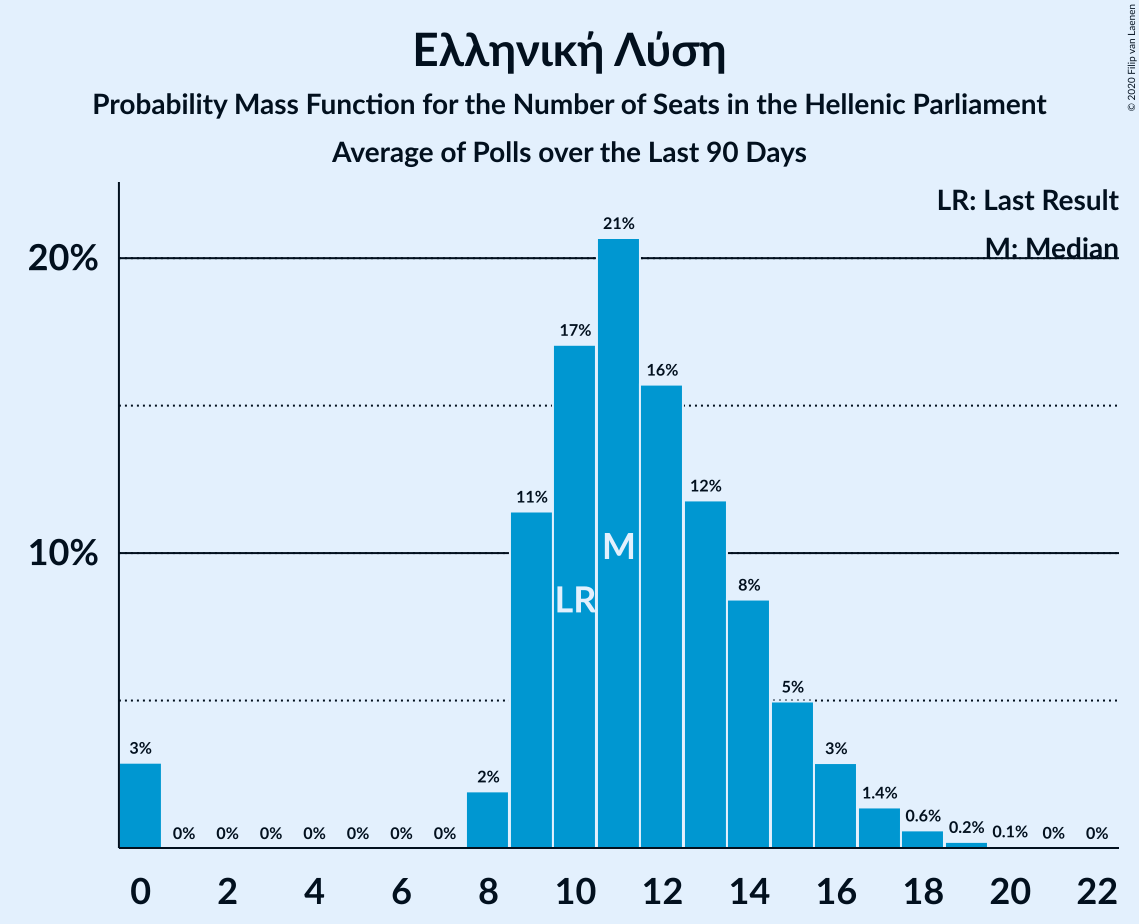 Ελληνική Λύση
Probability Mass Function for the Number of Seats in the Hellenic Parliament
Average of Polls over the Last 90 Days
© 2020 Filip van Laenen
LR: Last Result
M: Median
20%
10%
3%
0%
0%
0%
0%
0%
0%
0%
2%
11%
17%
21%
16%
12%
8%
5%
3%
1.4%
0.6%
0.2%
0.1%
0%
0%
LR
M
0 2 4 6 8 10 12 14 16 18 20 22